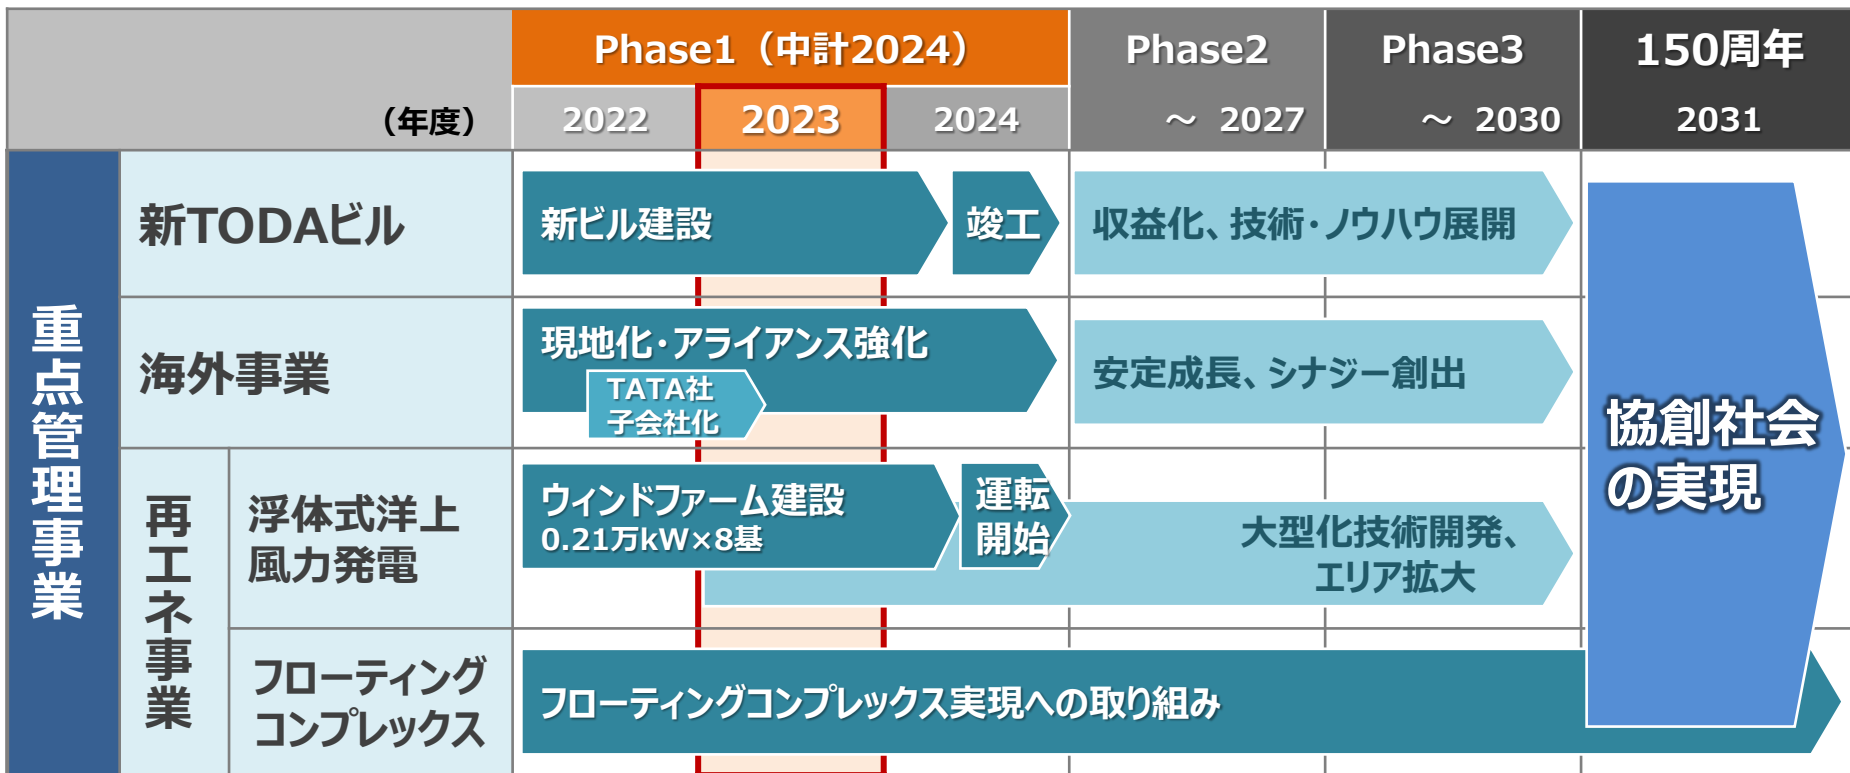 Phase1（中計2024）
Phase2
Phase3
150周年
（年度）
2022
2023
2024
～ 2027
～ 2030
2031
重点管理事業
新TODAビル
新ビル建設
竣工
収益化、技術・ノウハウ展開
海外事業
現地化・アライアンス強化
TATA社
子会社化
安定成長、シナジー創出
協創社会
の実現
再エネ事業
浮体式洋上
風力発電
ウィンドファーム建設
0.21万kW×8基
運転
開始
大型化技術開発、
エリア拡大
フローティング
コンプレックス
フローティングコンプレックス実現への取り組み